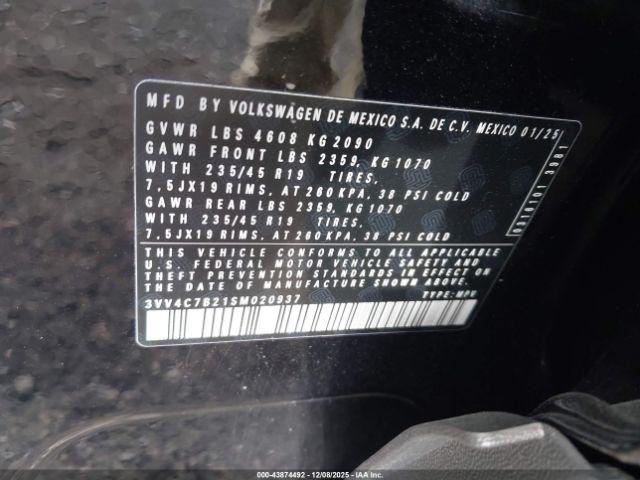 MFD BY VOLKSWAGEN DE MEXICO S.A. DE C.V. MEXICO 01/25
GVWR LBS 4608 KG 2090
GAWR FRONT LBS 2359, KG 1070
WITH 235/45 R19 TIRES,
7,5JX19 RIMS, AT 260 KPA, 38 PSI COLD
GAWR REAR LBS 2359, KG 1070
WITH 235/45 R19 TIRES,
7,5JX19 RIMS, AT 260 KPA, 38 PSI COLD
THIS VEHICLE CONFORMS TO ALL APPLICABLE
U.S. FEDERAL MOTOR VEHICLE SAFETY AND
THEFT PREVENTION STANDARDS IN EFFECT ON
THE DATE OF MANUFACTURE SHOWN ABOVE
3VV4C7B21SM020937 TYPE:MPV
3981
00-43874492 - 12/08/2025 - IAA Inc.